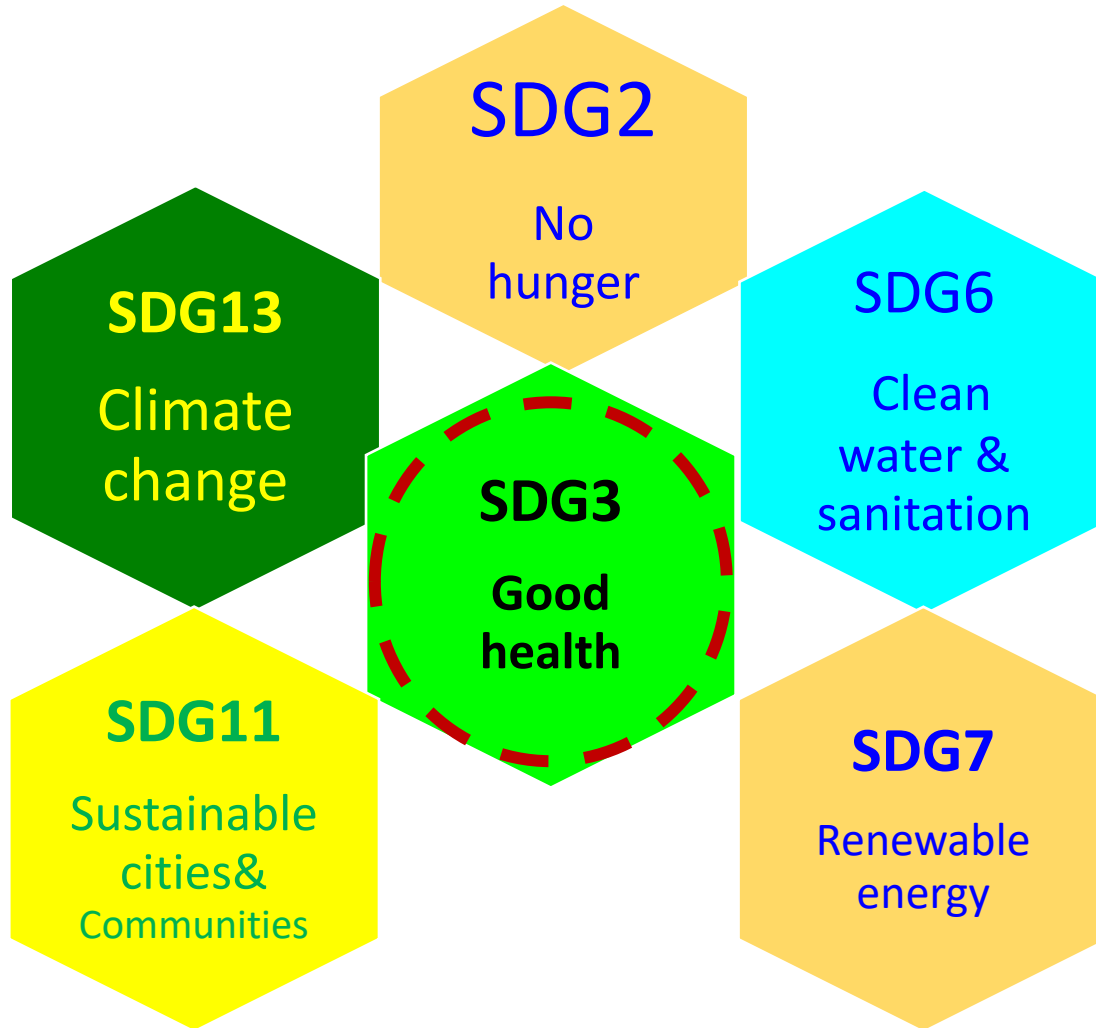 SDG2
No
hunger
SDG13
Climate
change
SDG6
Clean
water &
sanitation
SDG3
Good
health
SDG11
Sustainable
cities&
Communities
SDG7
Renewable
energy